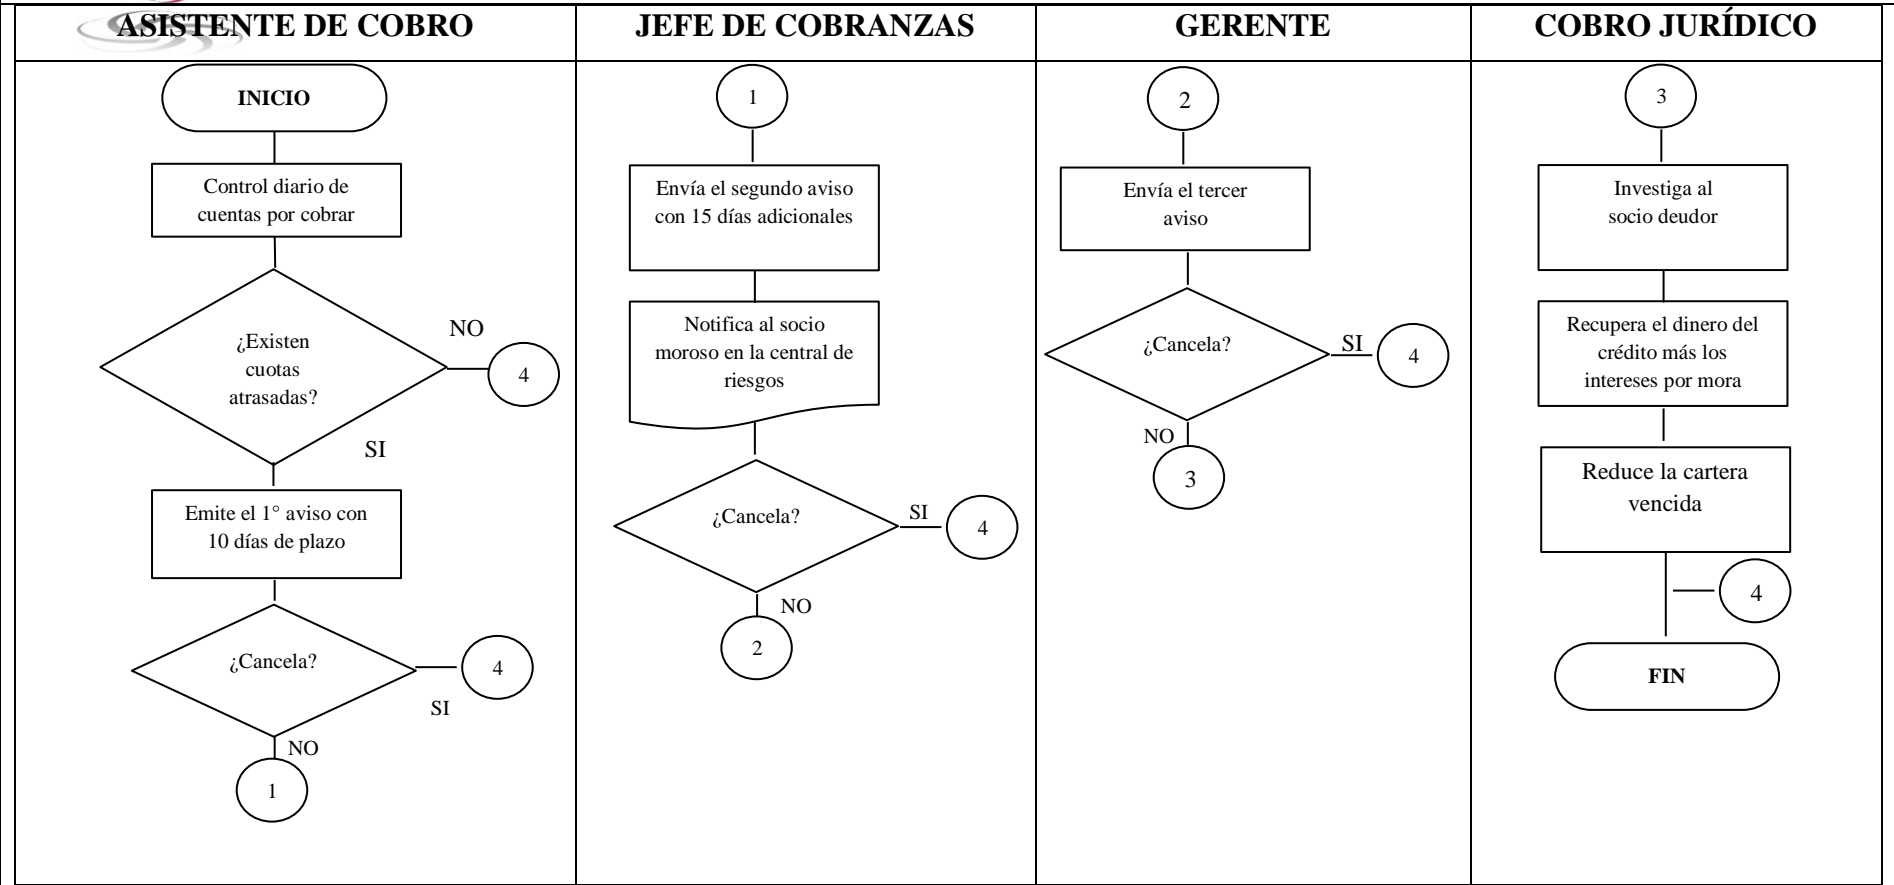 ASISTENTE DE COBRO
JEFE DE COBRANZAS
GERENTE
COBRO JURÍDICO
INICIO
Control diario de
cuentas por cobrar
¿Existen
cuotas
atrasadas?
NO
4
SI
Emite el 1° aviso con
10 días de plazo
¿Cancela?
4
SI
NO
1
1
Envía el segundo aviso
con 15 días adicionales
Notifica al socio
moroso en la central de
riesgos
¿Cancela?
SI
4
NO
2
2
Envía el tercer
aviso
¿Cancela?
SI
4
NO
3
3
Investiga al
socio deudor
Recupera el dinero del
crédito más los
intereses por mora
Reduce la cartera
vencida
4
FIN